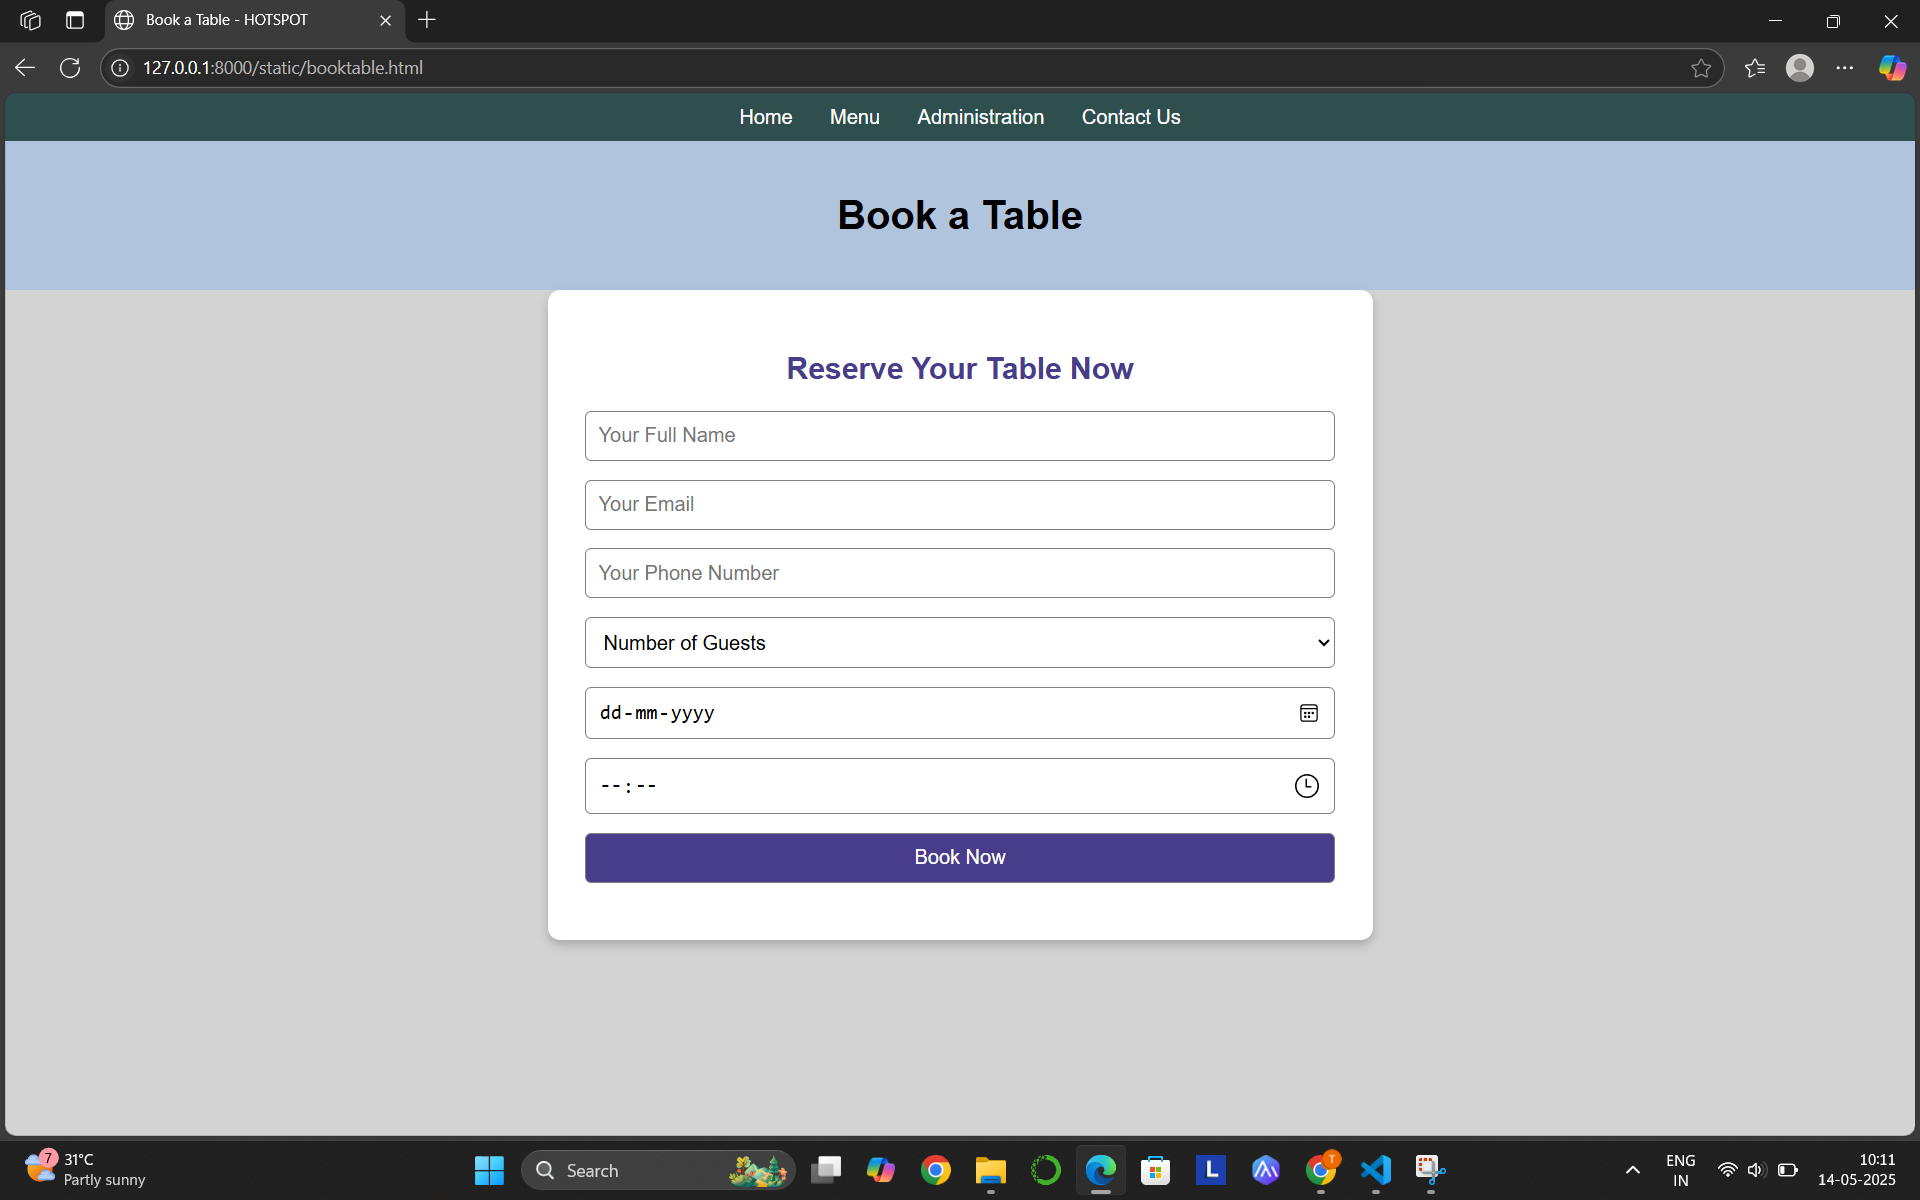 Book a Table - HOTSPOT
127.0.0.1:8000/static/booktable.html
Home Menu Administration Contact Us
Book a Table
Reserve Your Table Now
Your Full Name
Your Email
Your Phone Number
Number of Guests
dd-mm-yyyy
--:--
Book Now
7
31°C
Partly sunny
Search
L
T
ENG
IN
10:11
14-05-2025